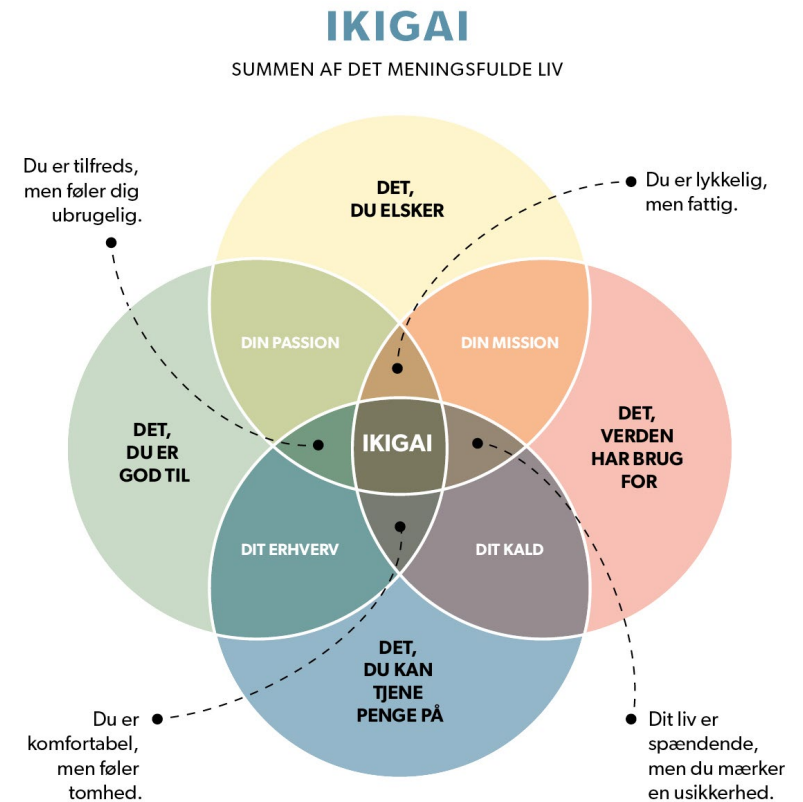 IKIGAI
SUMMEN AF DET MENINGSFULDE LIV
Du er tilfreds,
men føler dig
ubrugelig.
DET,
DU ELSKER
Du er lykkelig,
men fattig.
DIN PASSION
DIN MISSION
DET,
DU ER
GOD TIL
IKIGAI
DET,
VERDEN
HAR BRUG
FOR
DIT ERHVERV
DIT KALD
DET,
DU KAN
TJENE
PENGE PÅ
Du er
komfortabel,
men føler
tomhed.
Dit liv er
spændende,
men du mærker
en usikkerhed.